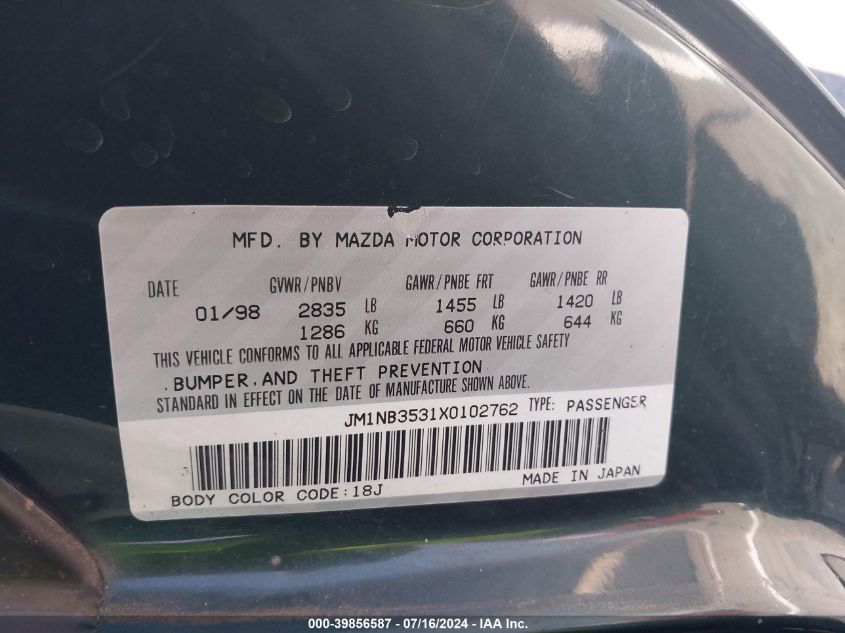 MFD. BY MAZDA MOTOR CORPORATION
DATE GVWR/PNBV GAWR/PNBE FRT GAWR/PNBE RR
01/98 2835 LB 1455 LB 1420 LB
1286 KG 660 KG 644 KG
THIS VEHICLE CONFORMS TO ALL APPLICABLE FEDERAL MOTOR VEHICLE SAFETY
, BUMPER, AND THEFT PREVENTION
STANDARD IN EFFECT ON THE DATE OF MANUFACTURE SHOWN ABOVE.
JM1NB3531X0102762 TYPE: PASSENGER
BODY COLOR CODE:18J MADE IN JAPAN
000-39856587 - 07/16/2024 - IAA Inc.